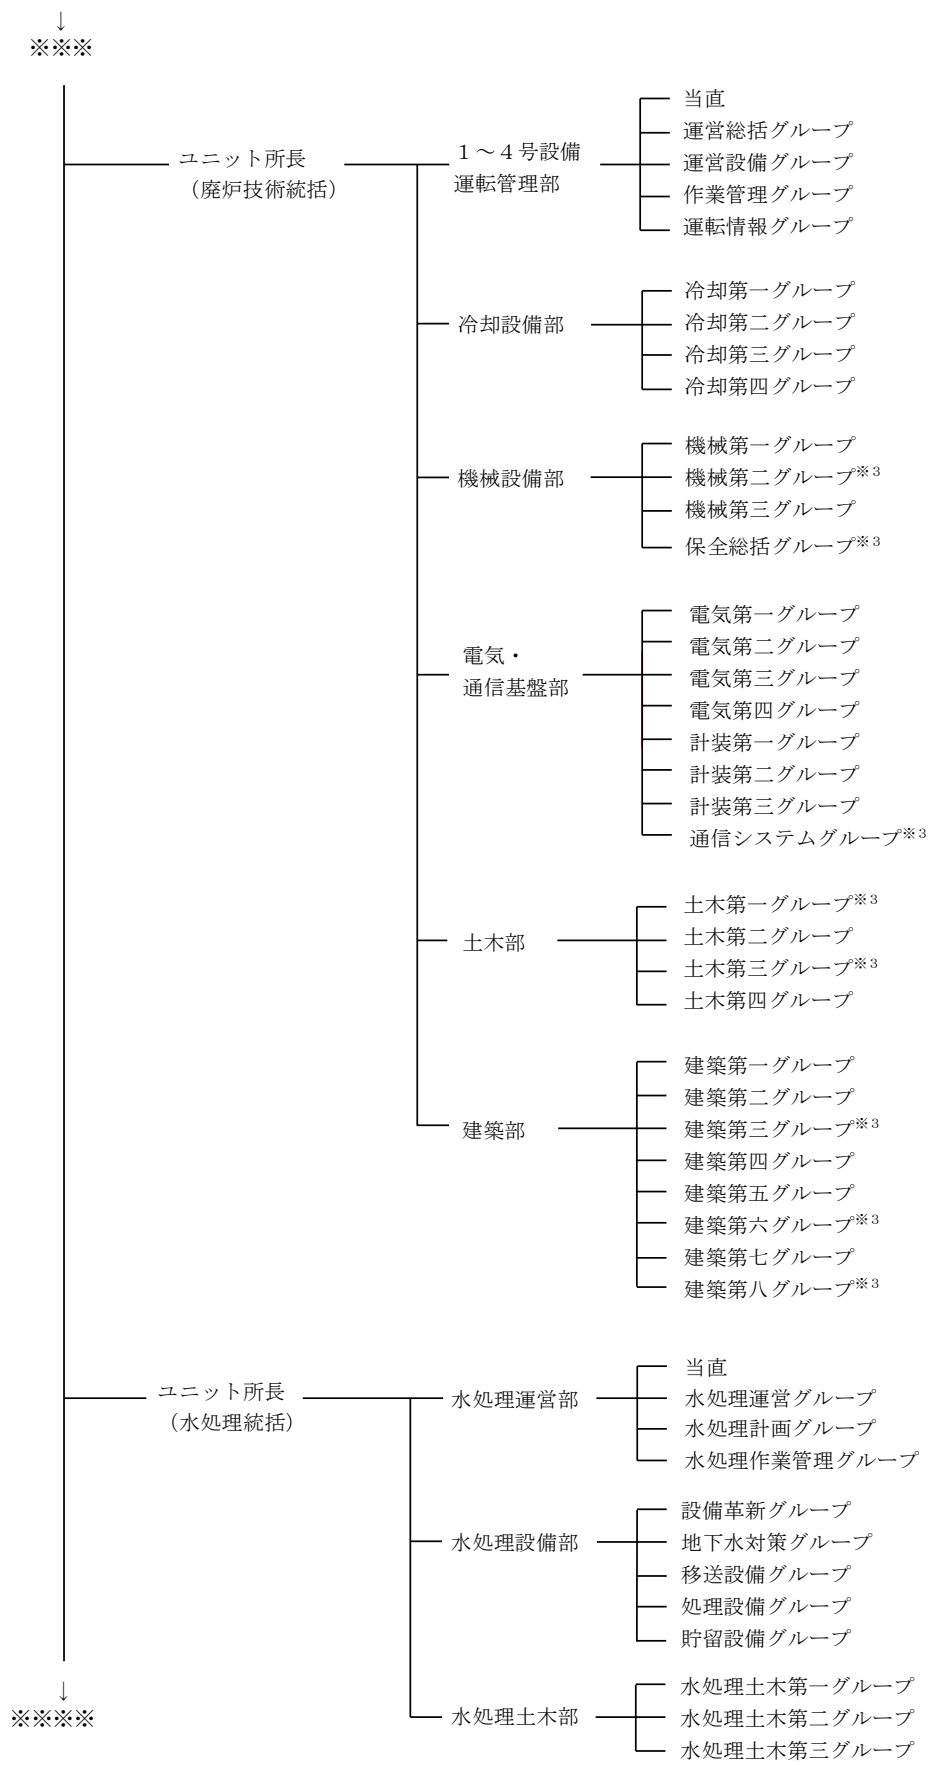 ↓
※※※
ユニット所長
（廃炉技術統括）
１～４号設備
運転管理部
当直
運営総括グループ
運営設備グループ
作業管理グループ
運転情報グループ
冷却設備部
冷却第一グループ
冷却第二グループ
冷却第三グループ
冷却第四グループ
機械設備部
機械第一グループ
機械第二グループ※３
機械第三グループ
保全総括グループ※３
電気・
通信基盤部
電気第一グループ
電気第二グループ
電気第三グループ
電気第四グループ
計装第一グループ
計装第二グループ
計装第三グループ
通信システムグループ※３
土木部
土木第一グループ※３
土木第二グループ
土木第三グループ※３
土木第四グループ
建築部
建築第一グループ
建築第二グループ
建築第三グループ※３
建築第四グループ
建築第五グループ
建築第六グループ※３
建築第七グループ
建築第八グループ※３
ユニット所長
（水処理統括）
水処理運営部
当直
水処理運営グループ
水処理計画グループ
水処理作業管理グループ
水処理設備部
設備革新グループ
地下水対策グループ
移送設備グループ
処理設備グループ
貯留設備グループ
水処理土木部
水処理土木第一グループ
水処理土木第二グループ
水処理土木第三グループ
↓
※※※※